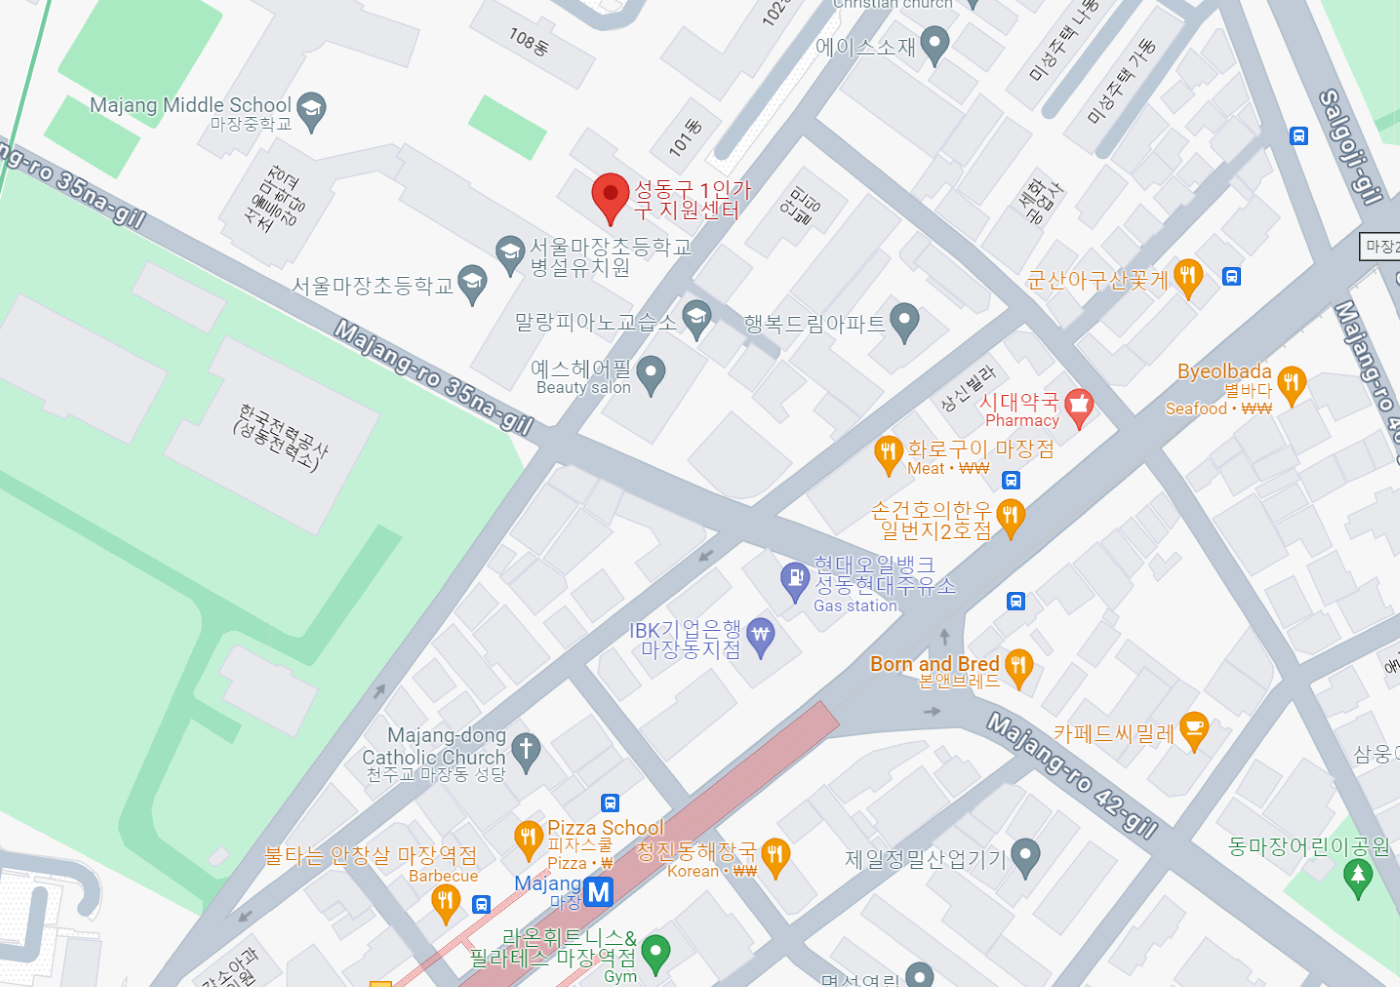 Christian church
102동
108동
에이스소재
미성주택 나동
미성주택 가동
Salgoji-gil
Majang Middle School
마장중학교
101동
ng-ro 35na-gil
성동구 1인가
구 지원센터
세화
공업사
서울마장초등학교
병설유치원
서울마장초등학교
군산아구산꽃게
마장2
말랑피아노교습소
행복드림아파트
Majang-ro 35na-gil
예스헤어필
Beauty salon
상신빌라
시대약국
Pharmacy
Byeolbada
별바다
Seafood • ₩₩
한국전력공사
(성동전력소)
화로구이 마장점
Meat • ₩₩
손건호의한우
일번지2호점
현대오일뱅크
성동현대주유소
Gas station
IBK기업은행
마장동지점
Born and Bred
본앤브레드
Majang-ro 42-gil
카페드씨밀레
Majang-dong
Catholic Church
천주교 마장동 성당
Pizza School
피자스쿨
Pizza • ₩
불타는 안창살 마장역점
Barbecue
청진동해장국
Korean • ₩₩
제일정밀산업기기
동마장어린이공원
Majang
마장
M
라온휘트니스&
필라테스 마장역점
Gym